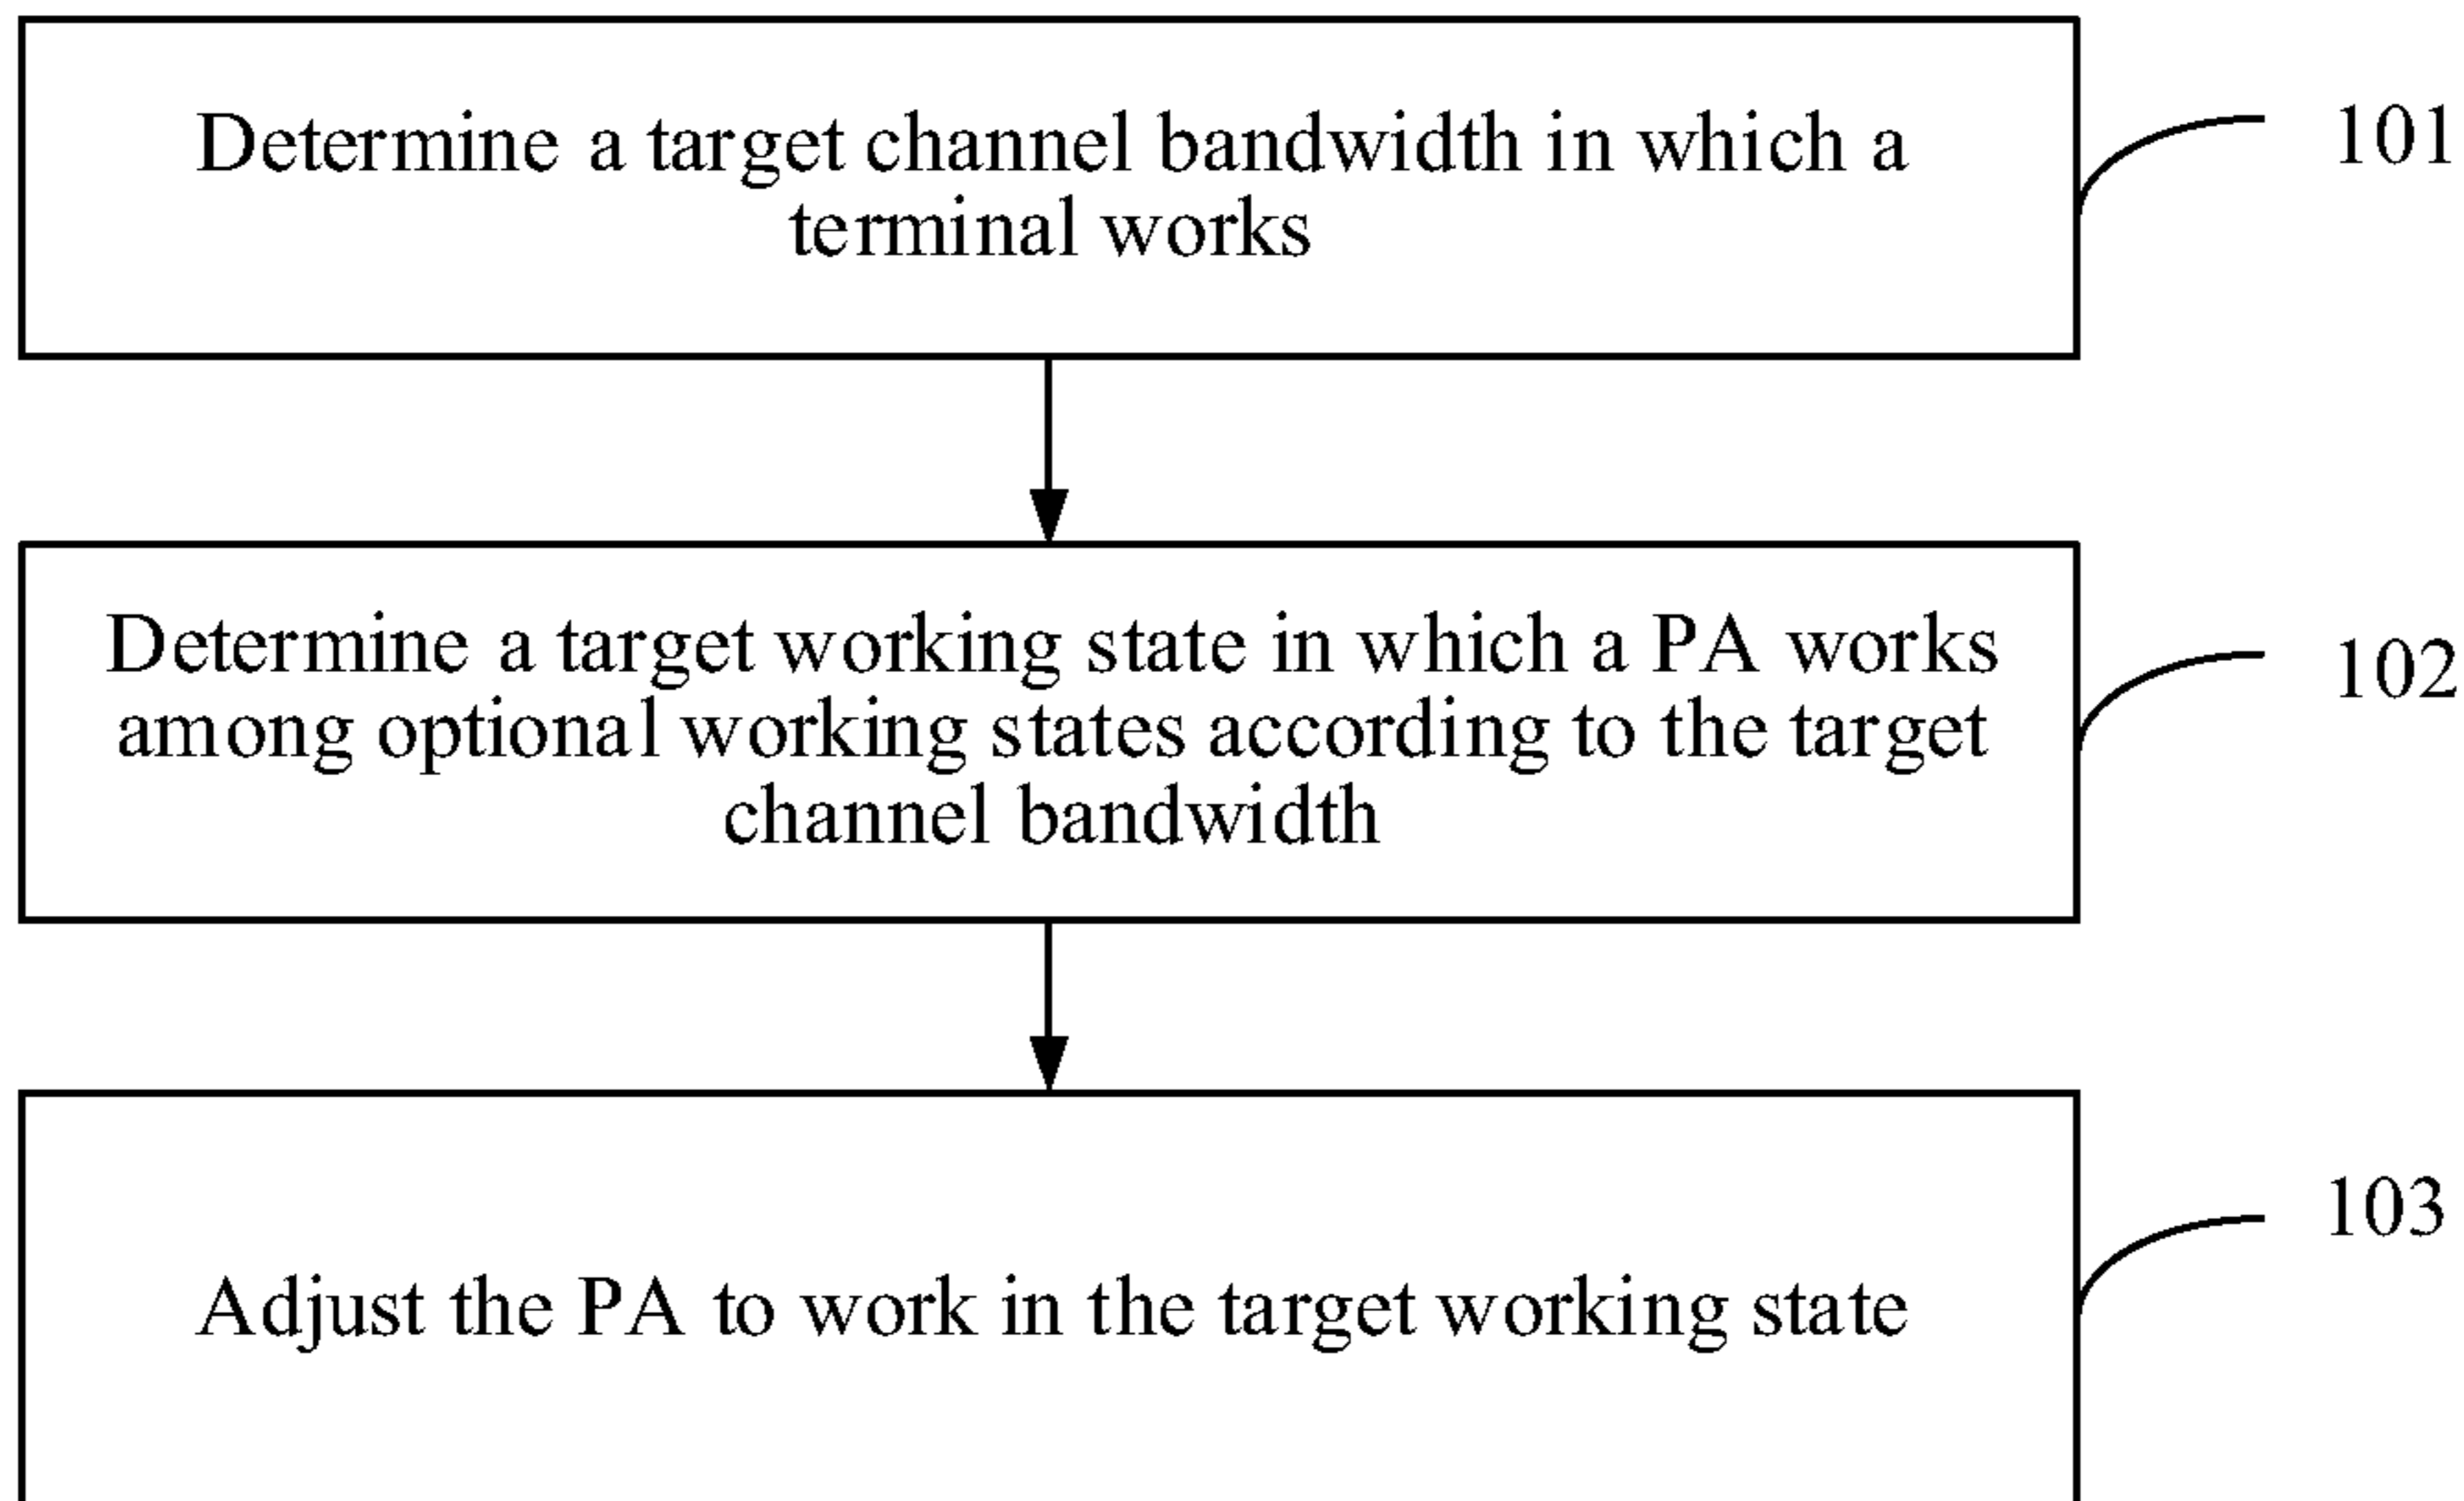 Determine a target channel bandwidth in which a
terminal works
101
Determine a target working state in which a PA works
among optional working states according to the target
channel bandwidth
102
Adjust the PA to work in the target working state
103